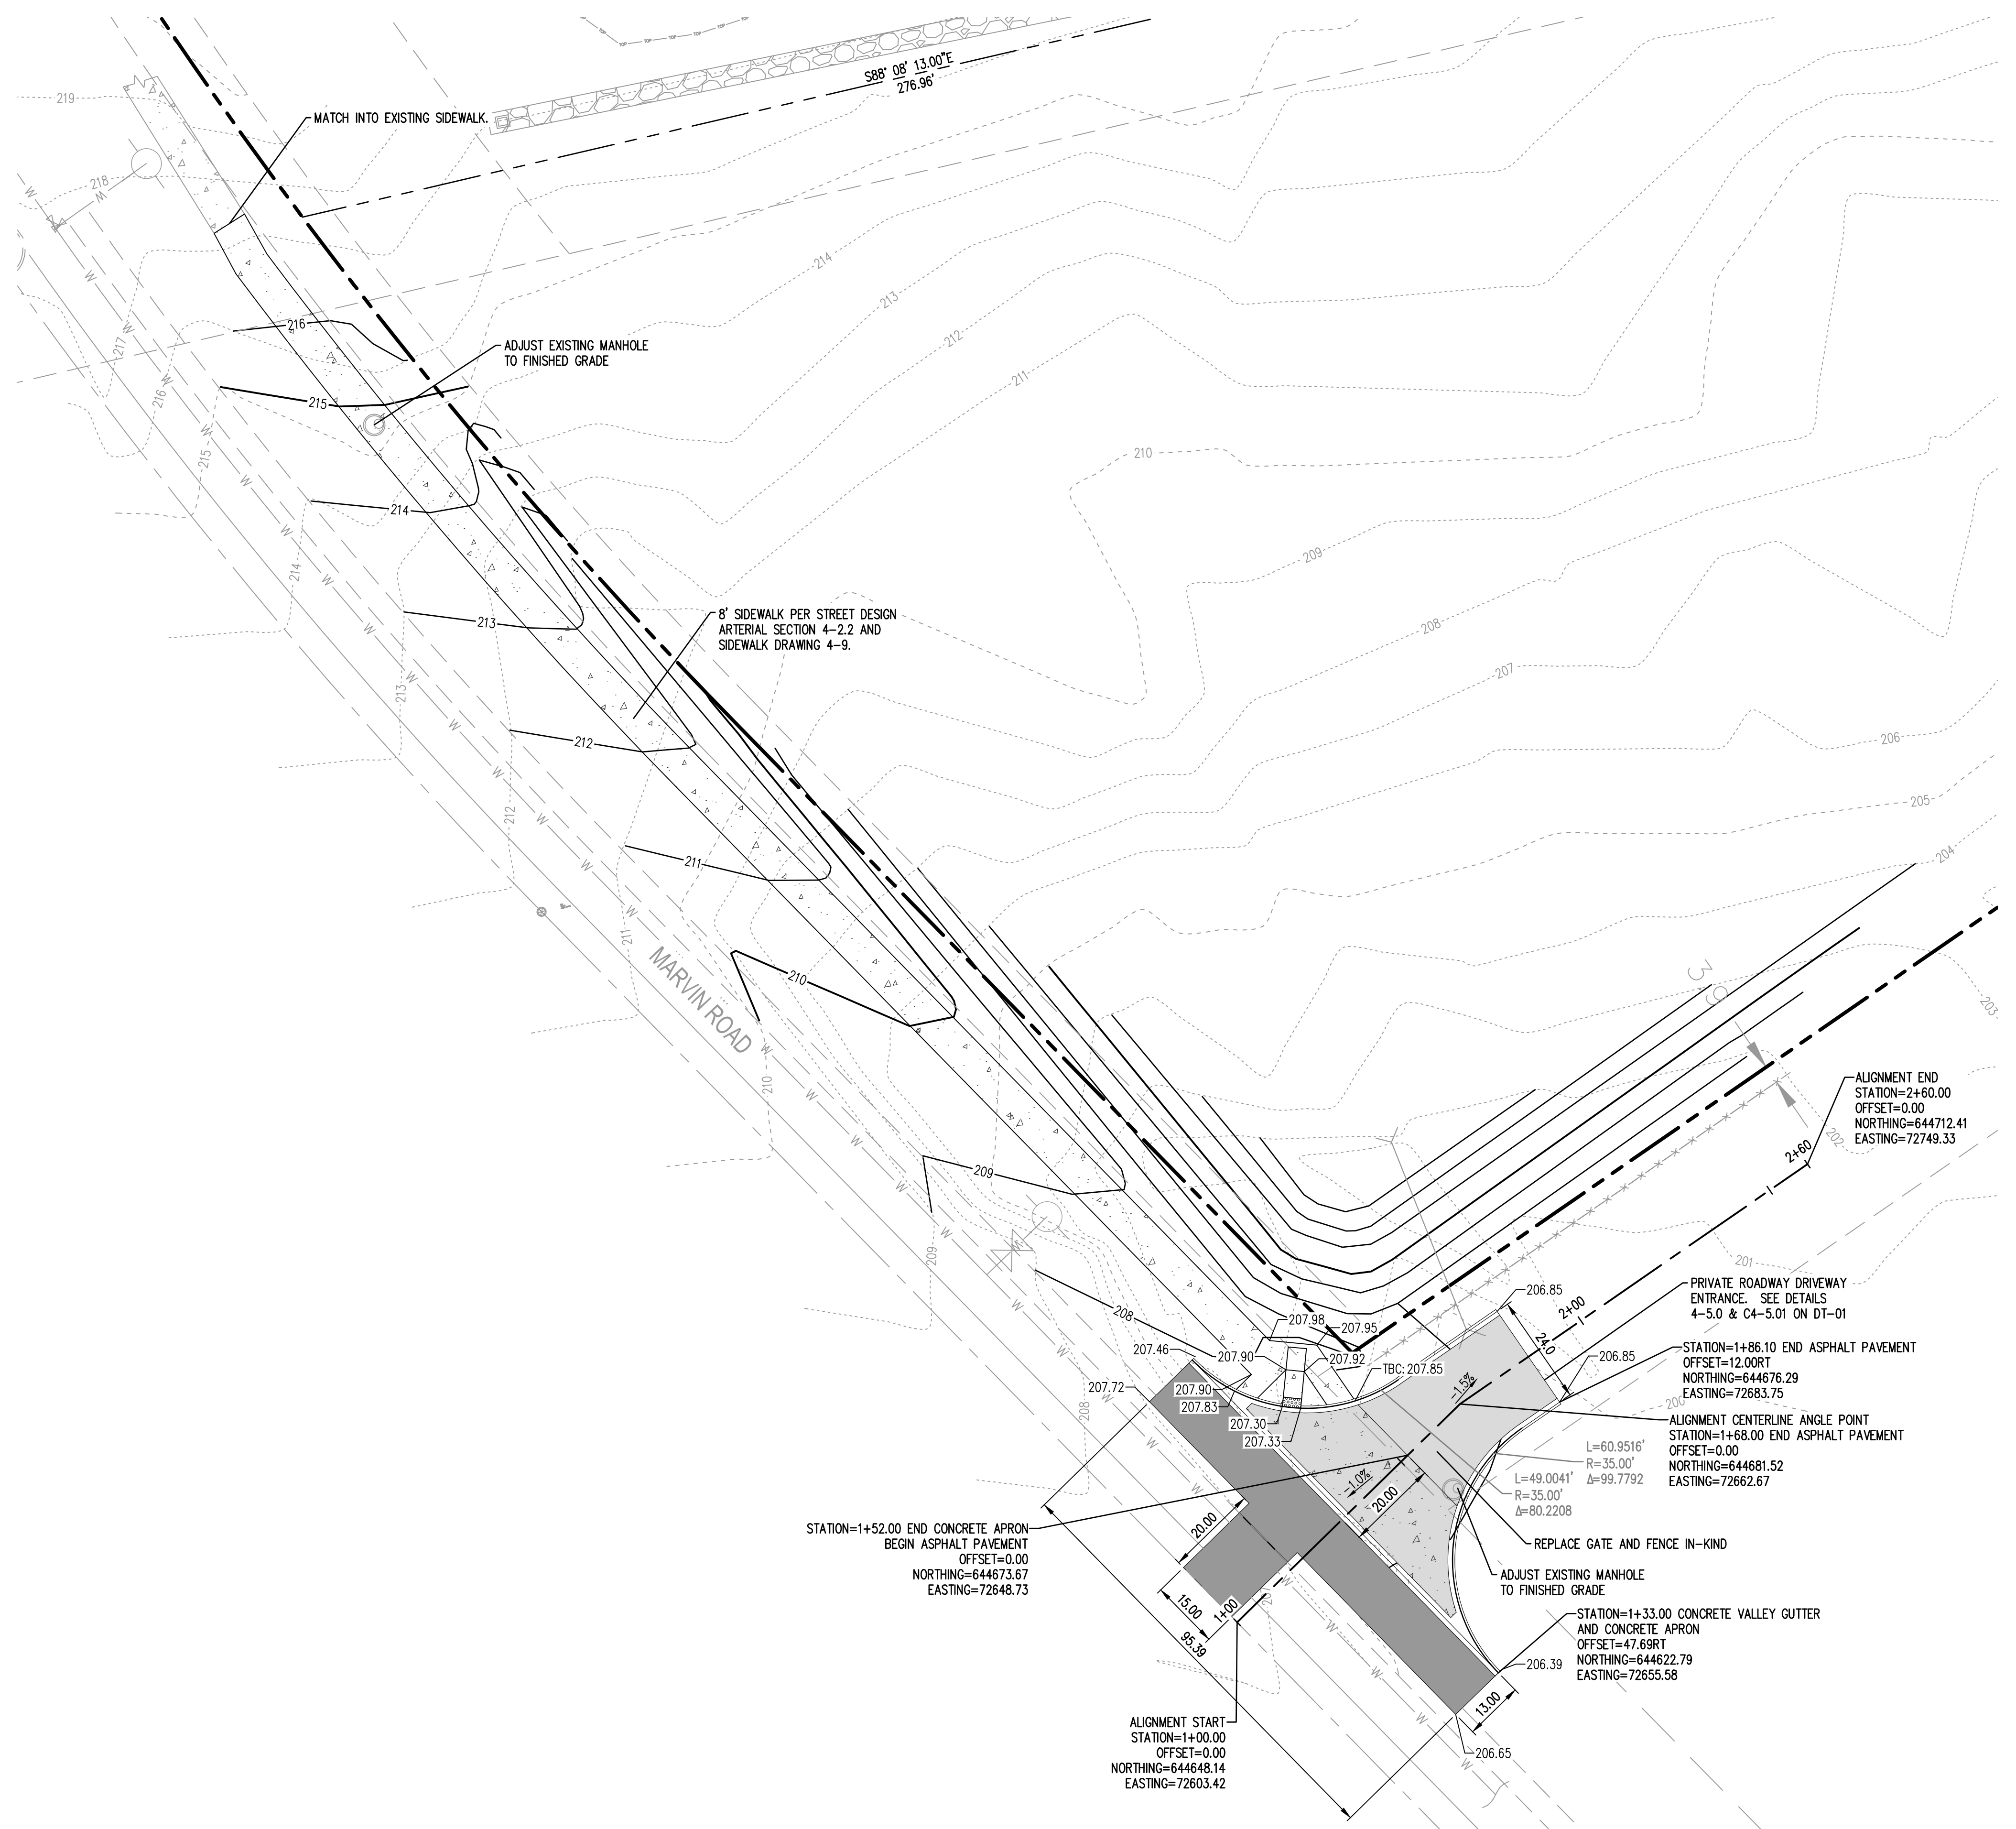 S88° 08' 13.00"E
276.96'
219
MATCH INTO EXISTING SIDEWALK.
218
W
W
W
214
213
216
212
217
ADJUST EXISTING MANHOLE
TO FINISHED GRADE
211
216
215
215
210
214
209
214
8' SIDEWALK PER STREET DESIGN
ARTERIAL SECTION 4-2.2 AND
SIDEWALK DRAWING 4-9.
213
208
207
213
212
206
212
205
211
204
211
MARVIN ROAD
210
39
203
210
ALIGNMENT END
STATION=2+60.00
OFFSET=0.00
NORTHING=644712.41
EASTING=72749.33
202
2+60
209
209
201
208
PRIVATE ROADWAY DRIVEWAY
ENTRANCE. SEE DETAILS
4-5.0 & C4-5.01 ON DT-01
206.85
2+00
207.98
207.95
24.0
207.46
207.90
207.92
TBC: 207.85
206.85
STATION=1+86.10 END ASPHALT PAVEMENT
OFFSET=12.00RT
NORTHING=644676.29
EASTING=72683.75
207.72
207.90
207.83
-1.5%
200
208
207.30
207.33
ALIGNMENT CENTERLINE ANGLE POINT
STATION=1+68.00 END ASPHALT PAVEMENT
OFFSET=0.00
NORTHING=644681.52
EASTING=72662.67
L=60.9516'
R=35.00'
Δ=99.7792
L=49.0041'
R=35.00'
Δ=80.2208
-1.0%
20.00
STATION=1+52.00 END CONCRETE APRON
BEGIN ASPHALT PAVEMENT
OFFSET=0.00
NORTHING=644673.67
EASTING=72648.73
20.00
REPLACE GATE AND FENCE IN-KIND
ADJUST EXISTING MANHOLE
TO FINISHED GRADE
15.00
1+00
207
95.39
STATION=1+33.00 CONCRETE VALLEY GUTTER
AND CONCRETE APRON
OFFSET=47.69RT
NORTHING=644622.79
EASTING=72655.58
206.39
13.00
ALIGNMENT START
STATION=1+00.00
OFFSET=0.00
NORTHING=644648.14
EASTING=72603.42
206.65